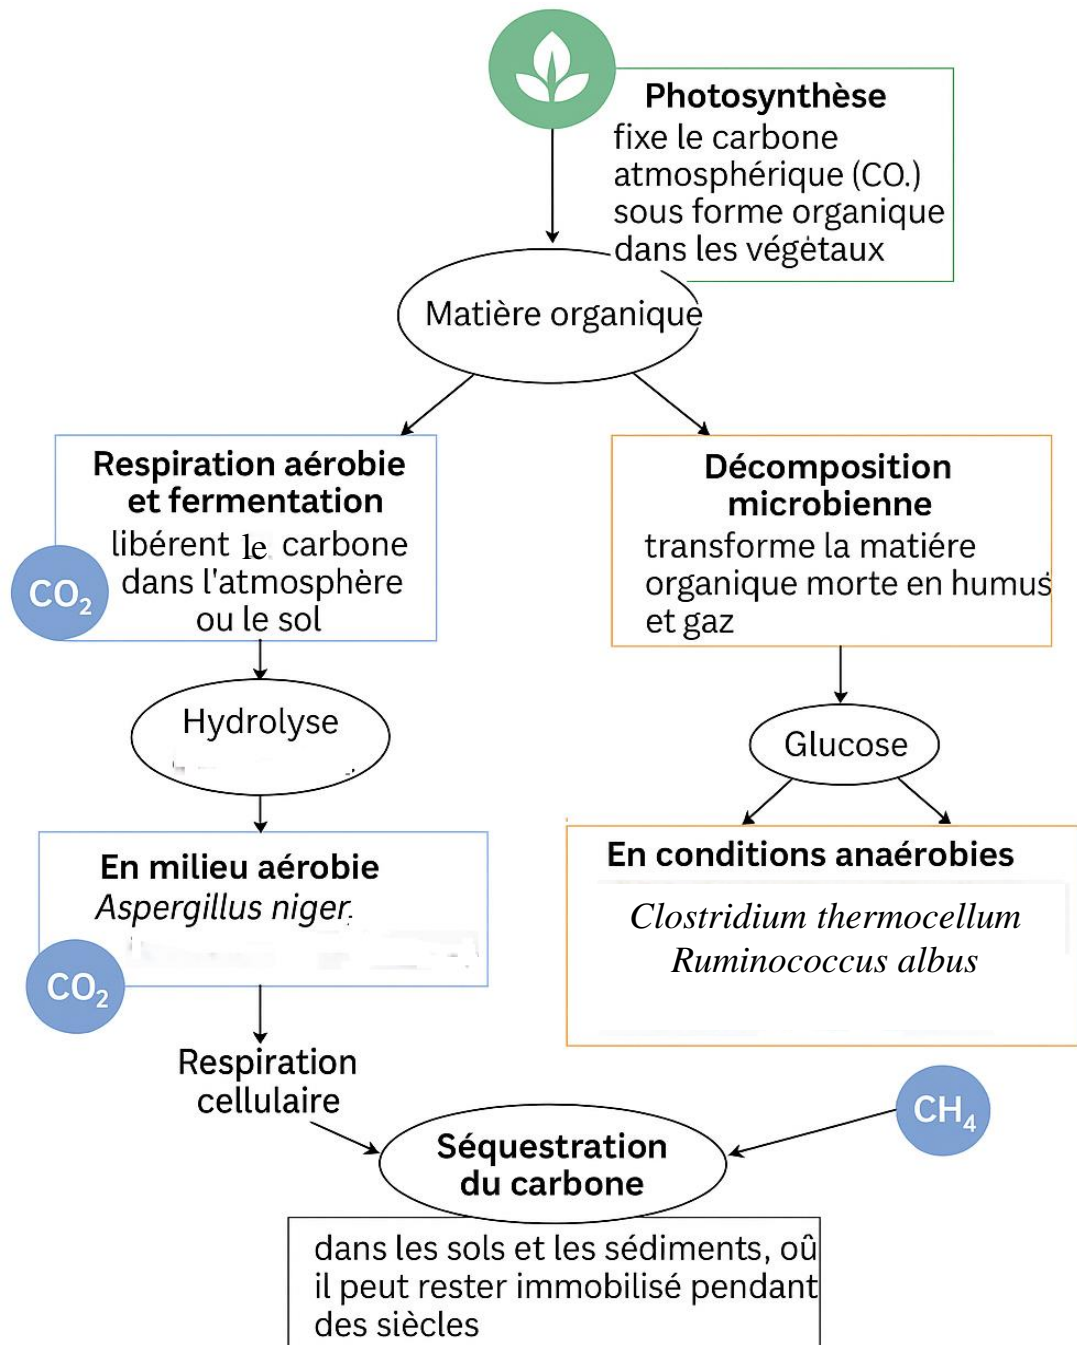 Photosynthèse
fixe le carbone
atmosphérique (CO.)
sous forme organique
dans les végėtaux
Matière organique
Respiration aérobie
et fermentation
libérent le carbone
dans l'atmosphère
ou le sol
CO₂
Décomposition
microbienne
transforme la matiére
organique morte en humuṡ
et gaz
Hydrolyse
Glucose
En milieu aérobie
Aspergillus niger.
CO₂
En conditions anaérobies
Clostridium thermocellum
Ruminococcus albus
Respiration
cellulaire
CH₄
Séquestration
du carbone
dans les sols et les sédiments, oû
il peut rester immobilisé pendant
des siècles